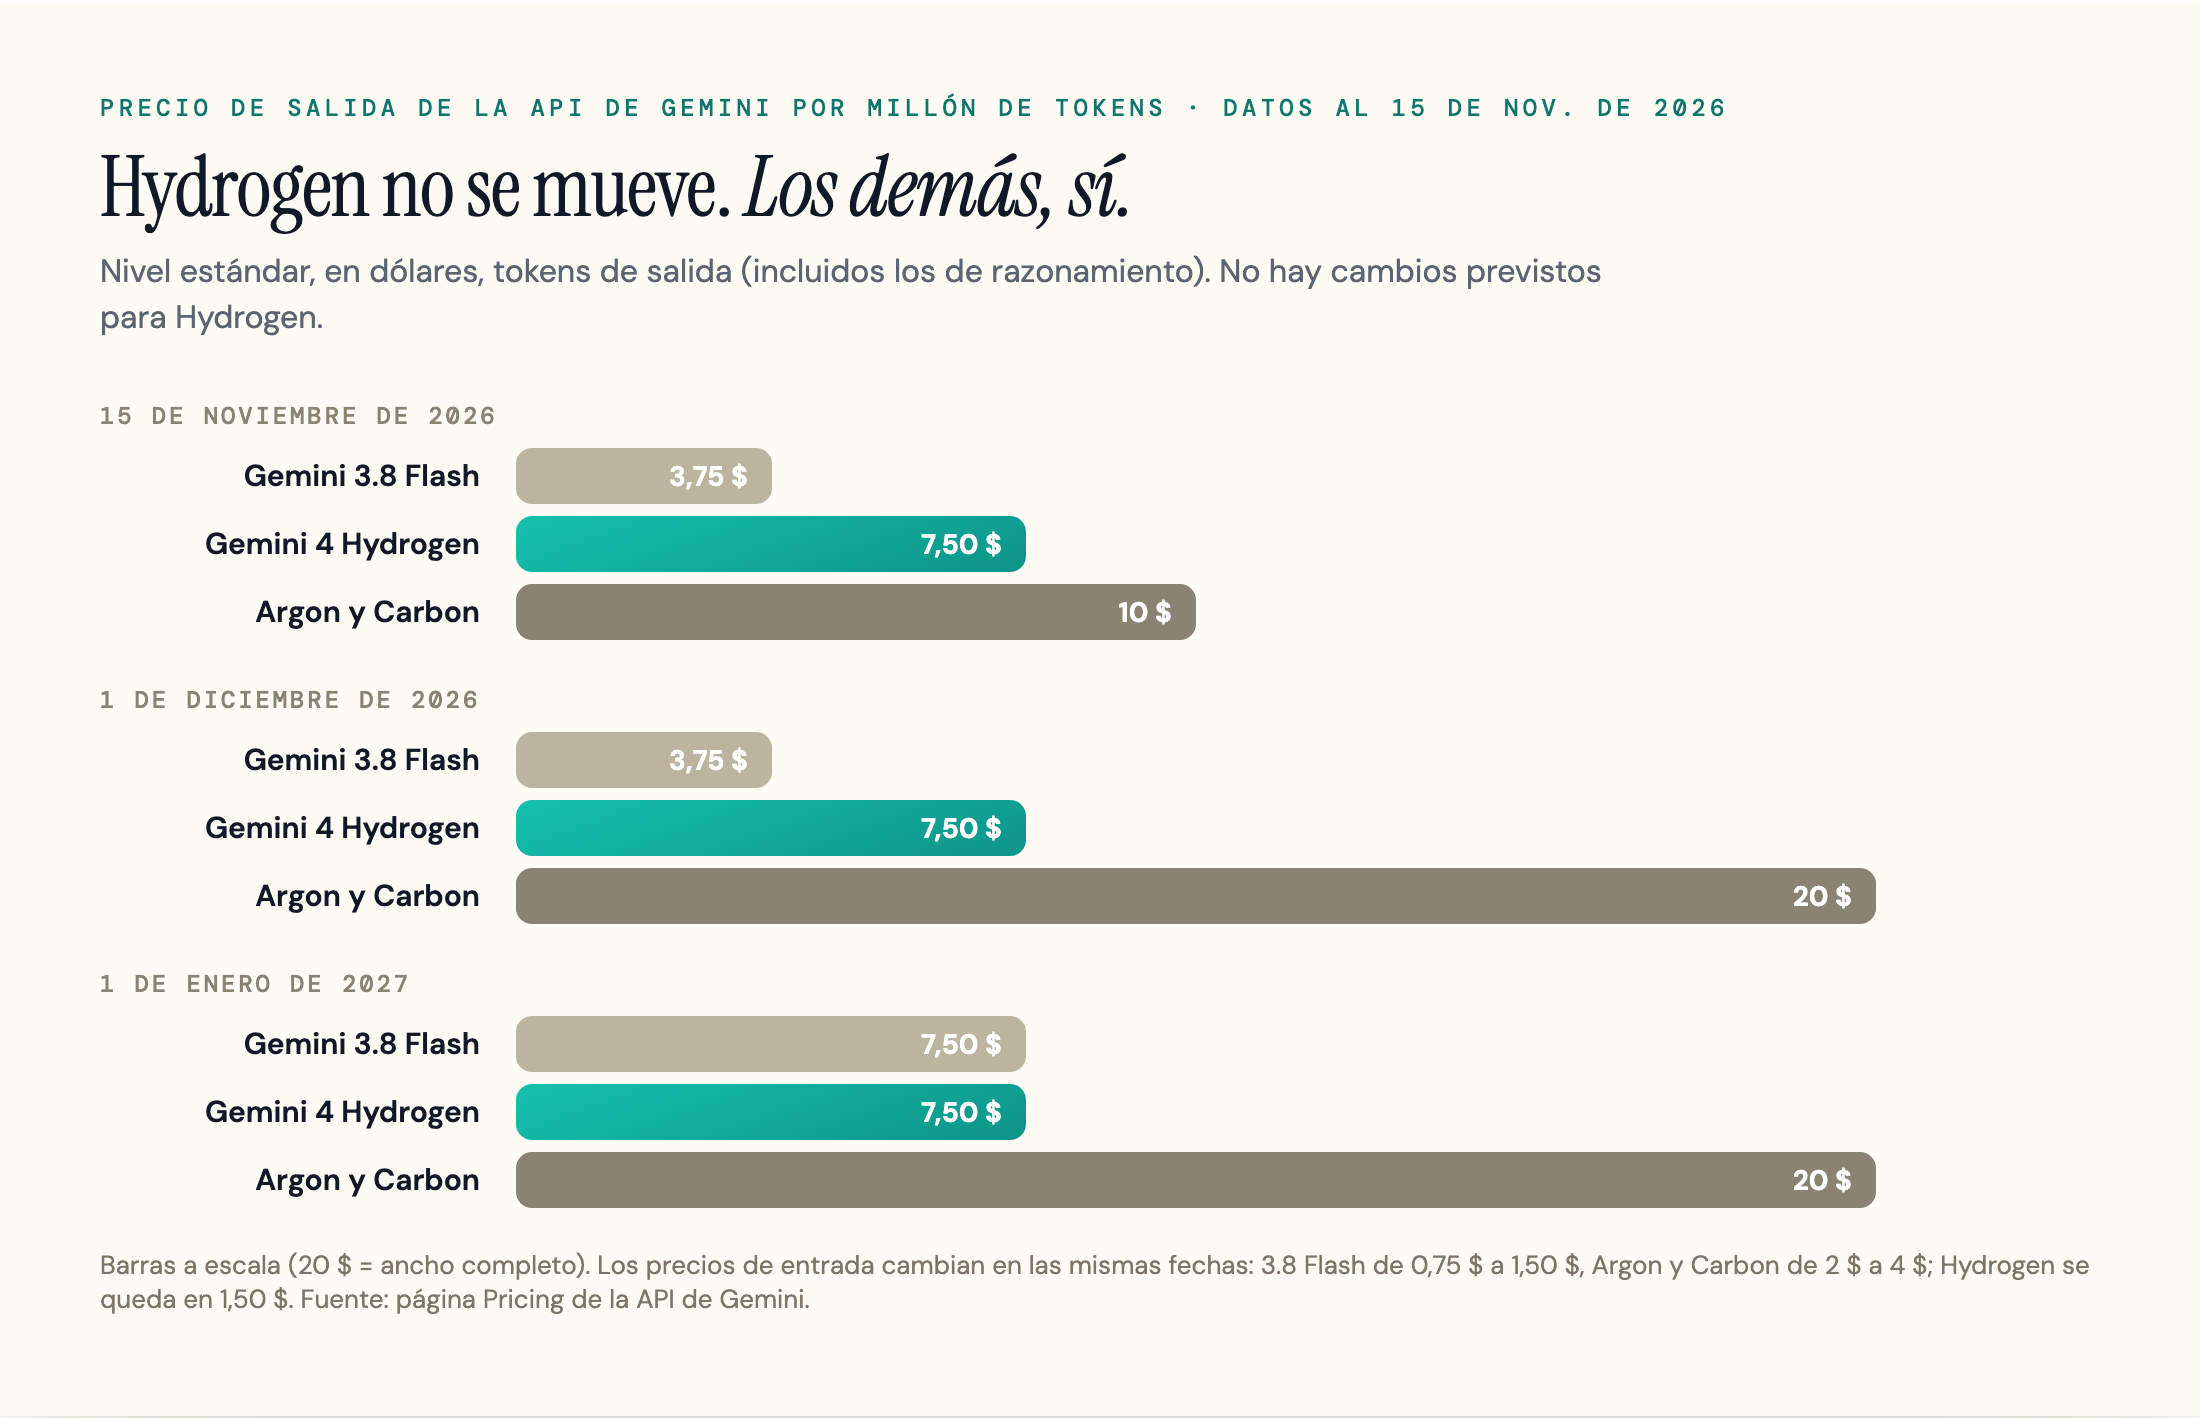 PRECIO DE SALIDA DE LA API DE GEMINI POR MILLÓN DE TOKENS · DATOS AL 15 DE NOV. DE 2026
Hydrogen no se mueve. Los demás, sí.
Nivel estándar, en dólares, tokens de salida (incluidos los de razonamiento). No hay cambios previstos
para Hydrogen.
15 DE NOVIEMBRE DE 2026
Gemini 3.8 Flash 3,75 $
Gemini 4 Hydrogen 7,50 $
Argon y Carbon 10 $
1 DE DICIEMBRE DE 2026
Gemini 3.8 Flash 3,75 $
Gemini 4 Hydrogen 7,50 $
Argon y Carbon 20 $
1 DE ENERO DE 2027
Gemini 3.8 Flash 7,50 $
Gemini 4 Hydrogen 7,50 $
Argon y Carbon 20 $
Barras a escala (20 $ = ancho completo). Los precios de entrada cambian en las mismas fechas: 3.8 Flash de 0,75 $ a 1,50 $, Argon y Carbon de 2 $ a 4 $; Hydrogen se
queda en 1,50 $. Fuente: página Pricing de la API de Gemini.